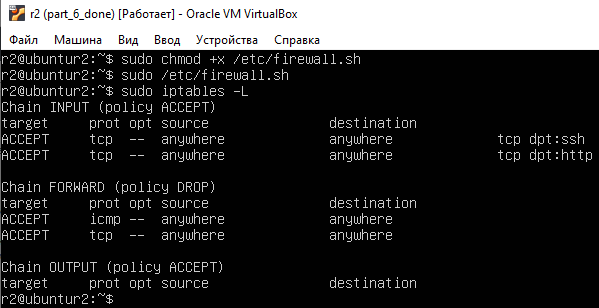 r2 (part_6_done) [Работает] - Oracle VM VirtualBox
Файл Машина Вид Ввод Устройства Справка
r2@ubuntur2:~$ sudo chmod +x /etc/firewall.sh
r2@ubuntur2:~$ sudo /etc/firewall.sh
r2@ubuntur2:~$ sudo iptables -L
Chain INPUT (policy ACCEPT)
target     prot opt source               destination
ACCEPT     tcp  --  anywhere             anywhere             tcp dpt:ssh
ACCEPT     tcp  --  anywhere             anywhere             tcp dpt:http
Chain FORWARD (policy DROP)
target     prot opt source               destination
ACCEPT     icmp --  anywhere             anywhere
ACCEPT     tcp  --  anywhere             anywhere
Chain OUTPUT (policy ACCEPT)
target     prot opt source               destination
r2@ubuntur2:~$